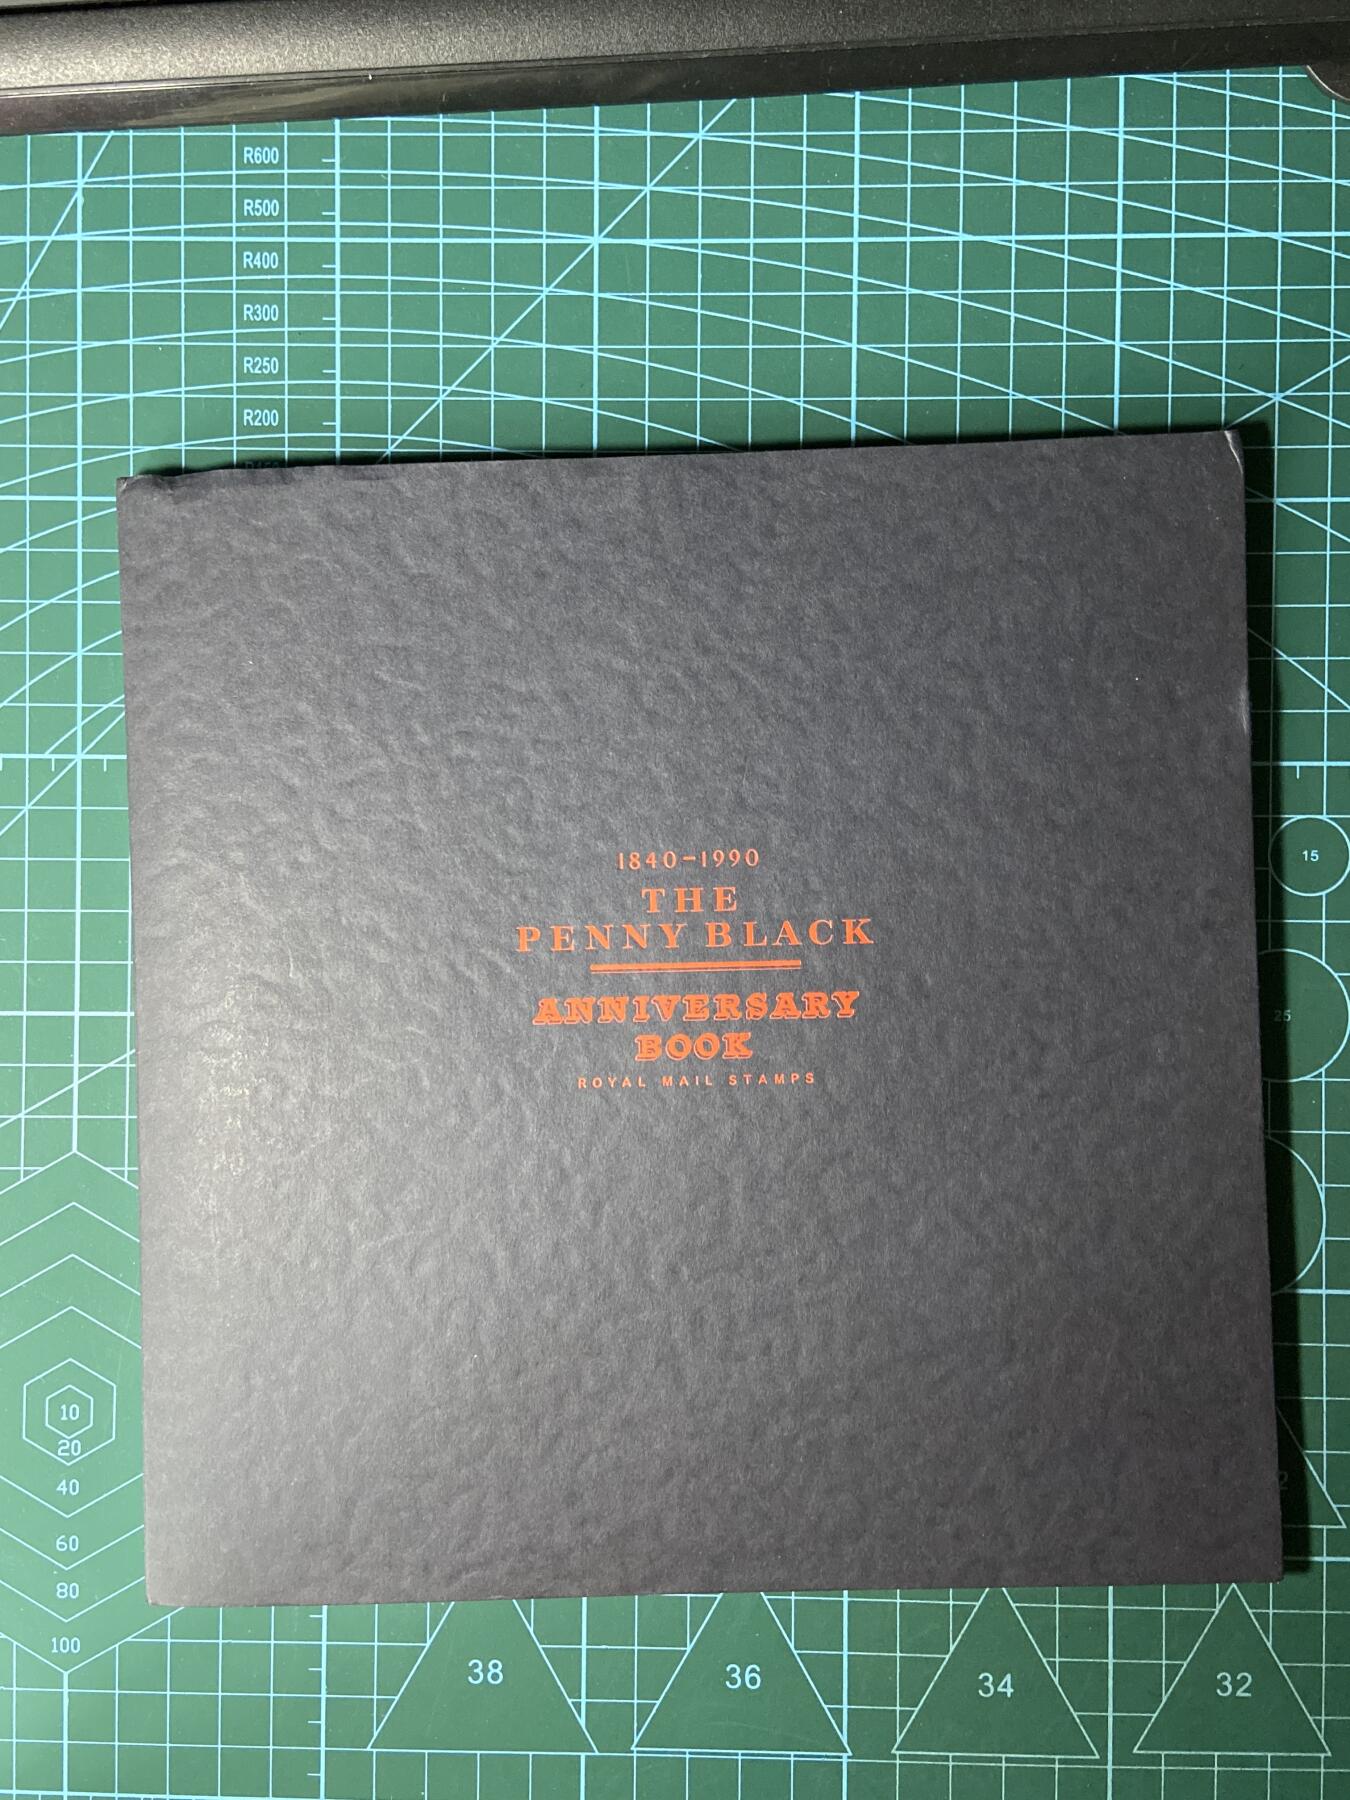 R600
R500
R400
R300
R250
R200
1840-1990
THE
PENNY BLACK
ANNIVERSARY
BOOK
ROYAL MAIL STAMPS
15
25
10
20
40
60
80
100
38
36
34
32